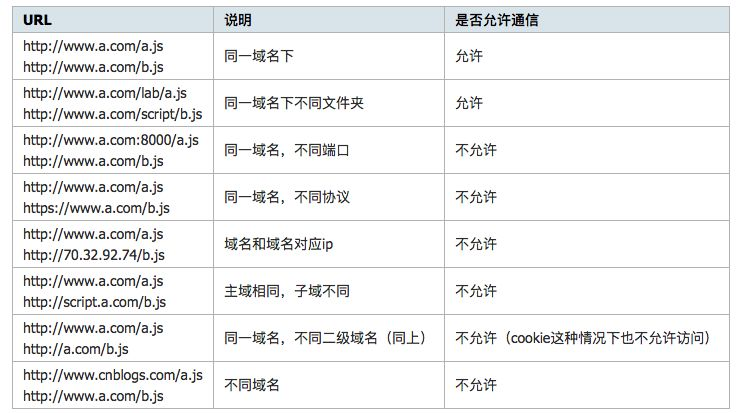 URL 说明 是否允许通信
http://www.a.com/a.js
http://www.a.com/b.js
同一域名下 允许
http://www.a.com/lab/a.js
http://www.a.com/script/b.js
同一域名下不同文件夹 允许
http://www.a.com:8000/a.js
http://www.a.com/b.js
同一域名，不同端口 不允许
http://www.a.com/a.js
https://www.a.com/b.js
同一域名，不同协议 不允许
http://www.a.com/a.js
http://70.32.92.74/b.js
域名和域名对应ip 不允许
http://www.a.com/a.js
http://script.a.com/b.js
主域相同，子域不同 不允许
http://www.a.com/a.js
http://a.com/b.js
同一域名，不同二级域名（同上） 不允许（cookie这种情况下也不允许访问）
http://www.cnblogs.com/a.js
http://www.a.com/b.js
不同域名 不允许